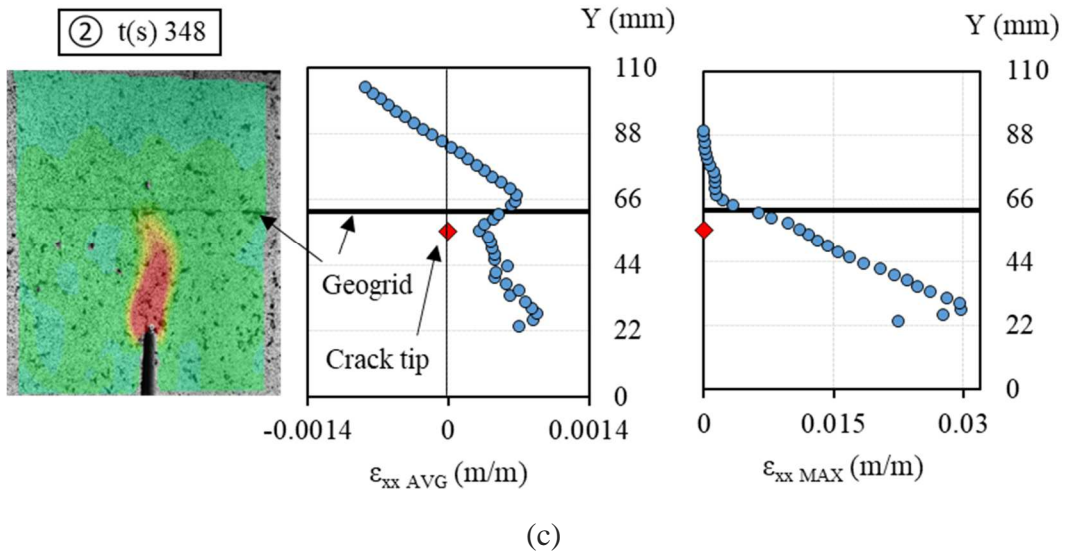 ② t(s) 348
Y (mm)
Y (mm)
110
88
66
44
22
0
110
88
66
44
22
0
Geogrid
Crack tip
-0.0014
0
0.0014
0
0.015
0.03
εxx AVG (m/m)
εxx MAX (m/m)
(c)